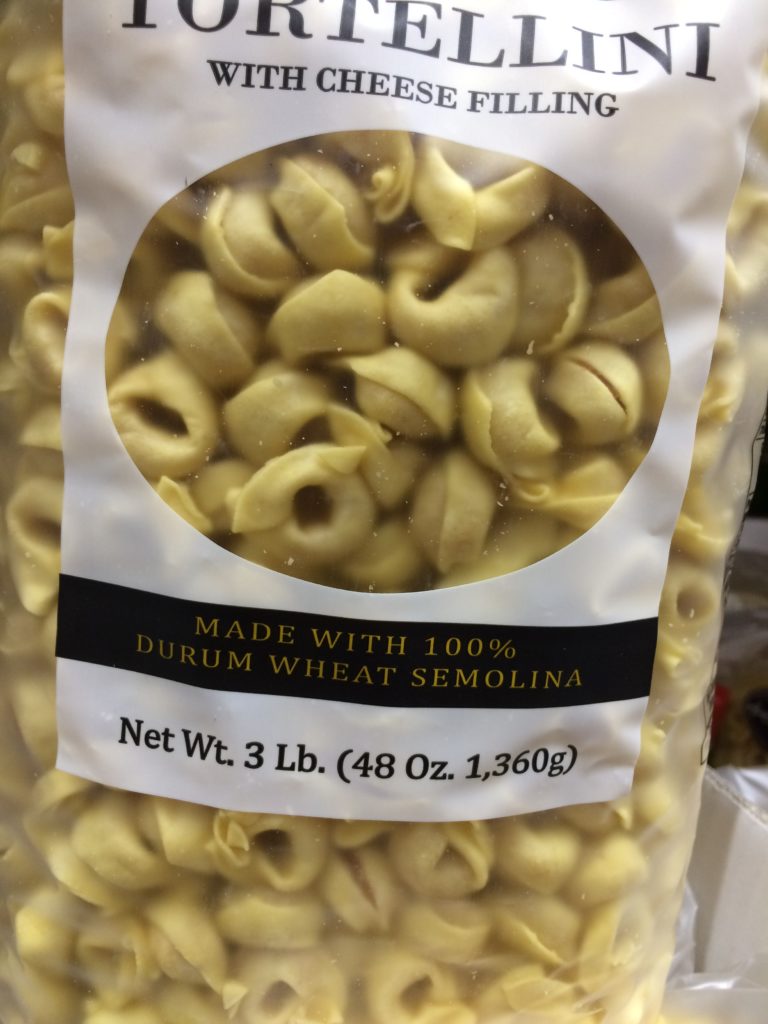 TORTELLINI
WITH CHEESE FILLING
MADE WITH 100%
DURUM WHEAT SEMOLINA
Net Wt. 3 Lb. (48 Oz. 1,360g)